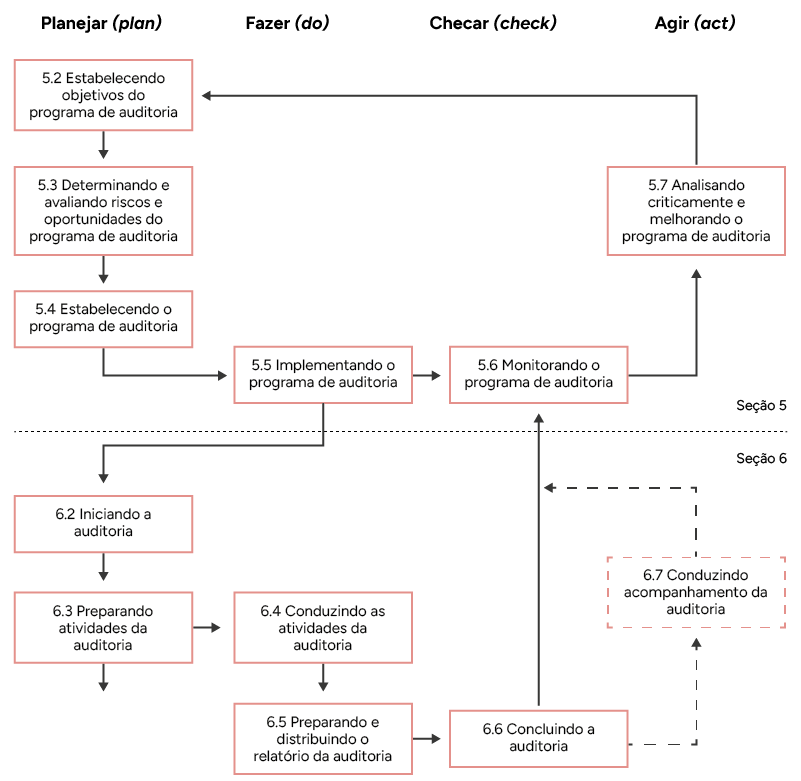 Planejar (plan)
Fazer (do)
Checar (check)
Agir (act)
5.2 Estabelecendo
objetivos do
programa de auditoria
5.3 Determinando e
avaliando riscos e
oportunidades do
programa de auditoria
5.7 Analisando
criticamente e
melhorando o
programa de auditoria
5.4 Estabelecendo o
programa de auditoria
5.5 Implementando o
programa de auditoria
5.6 Monitorando o
programa de auditoria
Seção 5
Seção 6
6.2 Iniciando a
auditoria
6.3 Preparando
atividades da
auditoria
6.4 Conduzindo as
atividades da
auditoria
6.7 Conduzindo
acompanhamento da
auditoria
6.5 Preparando e
distribuindo o
relatório da auditoria
6.6 Concluindo a
auditoria